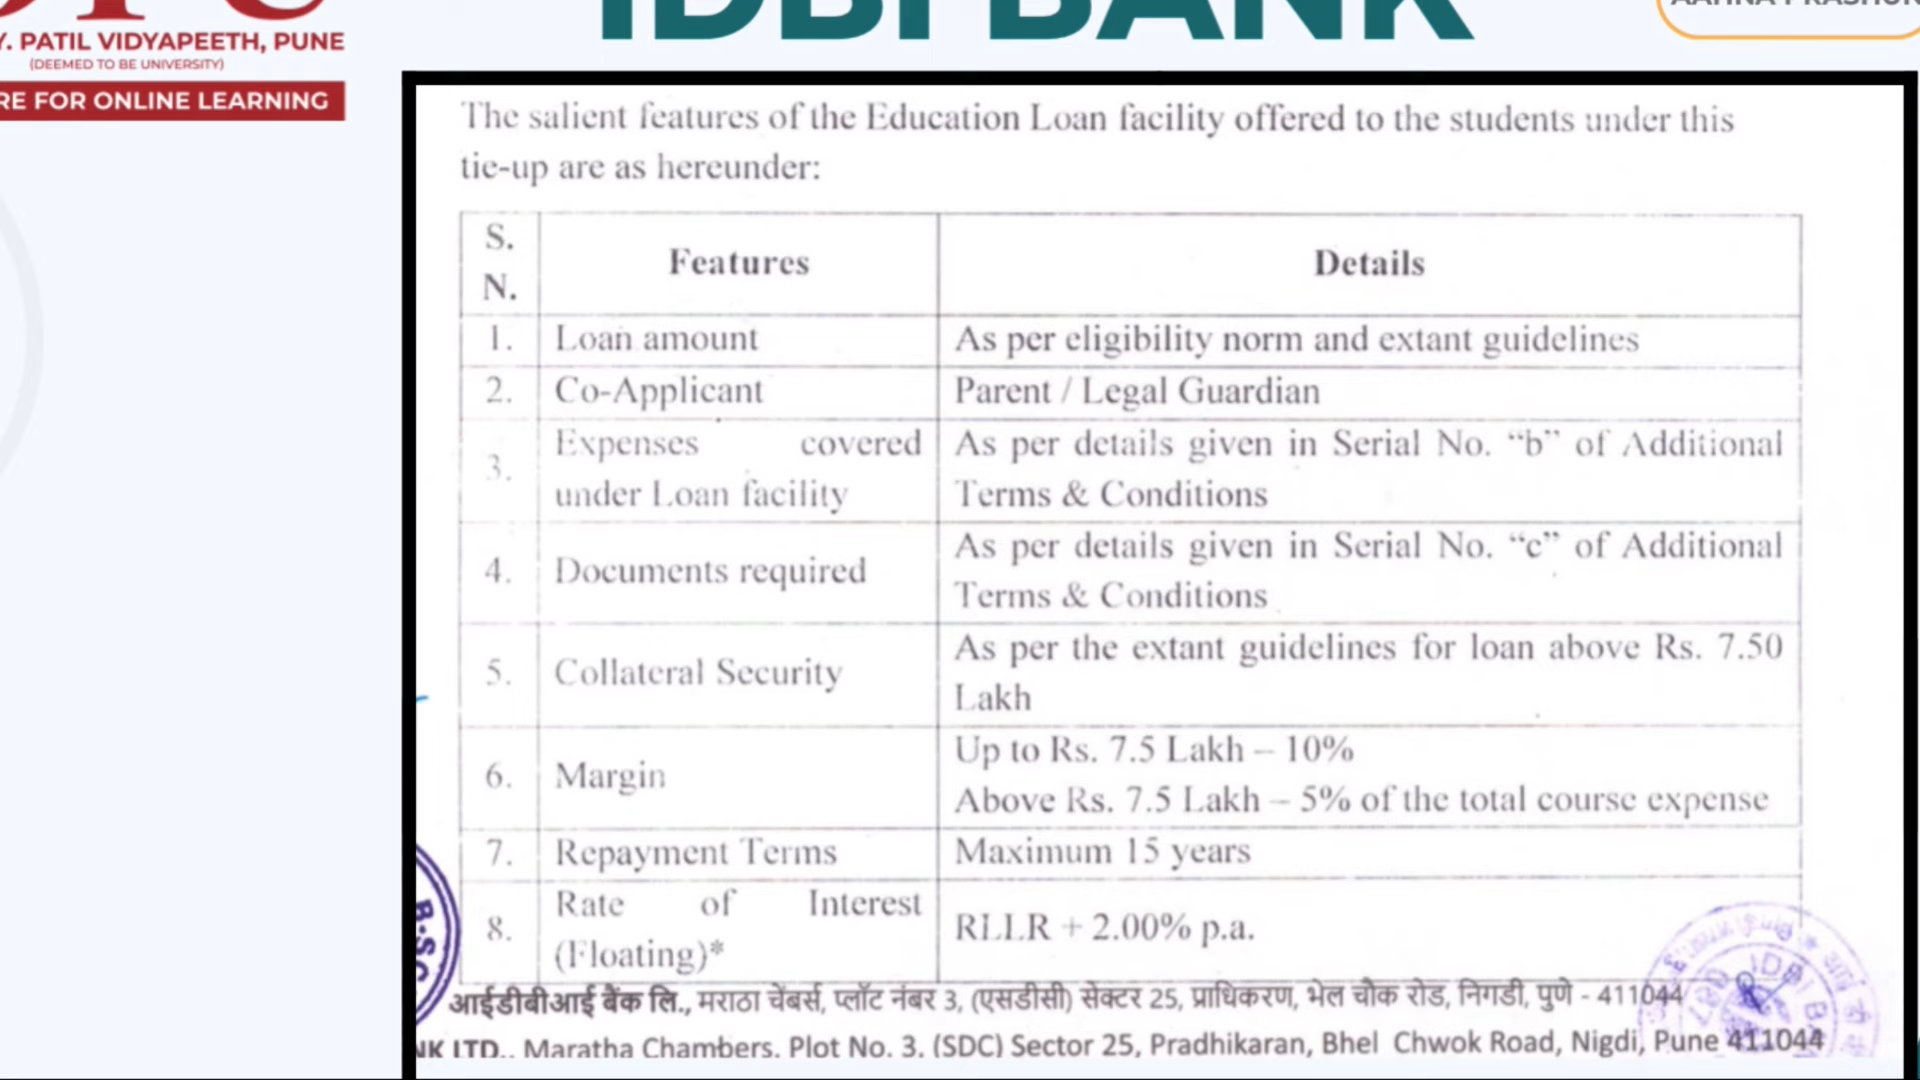 IDBI BANK
Y. PATIL VIDYAPEETH, PUNE
(DEEMED TO BE UNIVERSITY)
RE FOR ONLINE LEARNING
The salient features of the Education Loan facility offered to the students under this
tie-up are as hereunder:
S. N. Features Details
1. Loan amount As per eligibility norm and extant guidelines
2. Co-Applicant Parent / Legal Guardian
3. Expenses covered under Loan facility As per details given in Serial No. “b” of Additional Terms & Conditions
4. Documents required As per details given in Serial No. “c” of Additional Terms & Conditions
5. Collateral Security As per the extant guidelines for loan above Rs. 7.50 Lakh
6. Margin Up to Rs. 7.5 Lakh – 10%
Above Rs. 7.5 Lakh – 5% of the total course expense
7. Repayment Terms Maximum 15 years
8. Rate of Interest (Floating)* RLLR + 2.00% p.a.
आईडीबीआई बैंक लि., मराठा चेंबर्स, प्लॉट नंबर 3, (एसडीसी) सेक्टर 25, प्राधिकरण, भेल चौक रोड, निगडी, पुणे - 411044
NK LTD., Maratha Chambers, Plot No. 3, (SDC) Sector 25, Pradhikaran, Bhel Chwok Road, Nigdi, Pune 411044